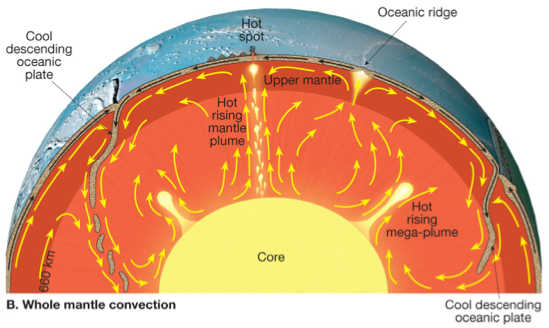 Hot
spot
Oceanic ridge
Cool
descending
oceanic
plate
Upper mantle
Hot
rising
mantle
plume
Hot
rising
mega-plume
Core
660 km
B. Whole mantle convection
Cool descending
oceanic plate